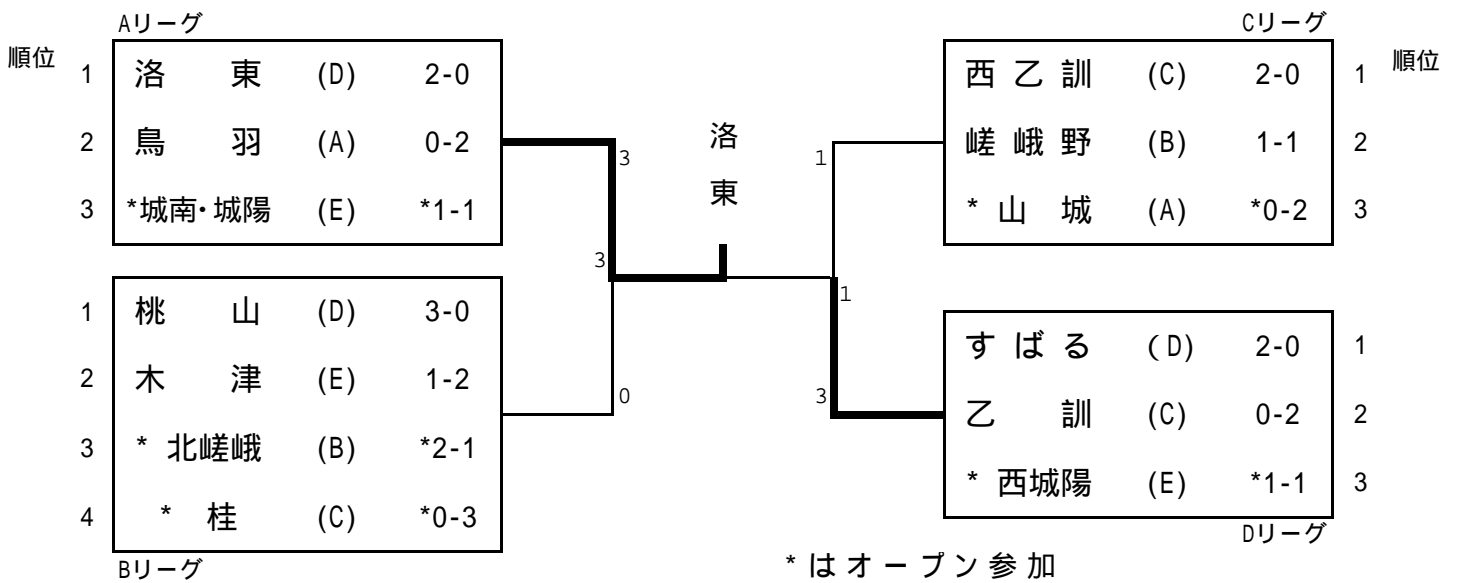 Aリーグ
順位
1 洛東 (D) 2-0
2 鳥羽 (A) 0-2
3 *城南・城陽 (E) *1-1
1 桃山 (D) 3-0
2 木津 (E) 1-2
3 * 北嵯峨 (B) *2-1
4 * 桂 (C) *0-3
Bリーグ
3
3
0
洛東
1
1
3
Cリーグ
順位
西乙訓 (C) 2-0 1
嵯峨野 (B) 1-1 2
* 山城 (A) *0-2 3
すばる (D) 2-0 1
乙訓 (C) 0-2 2
* 西城陽 (E) *1-1 3
Dリーグ
*はオープン参加